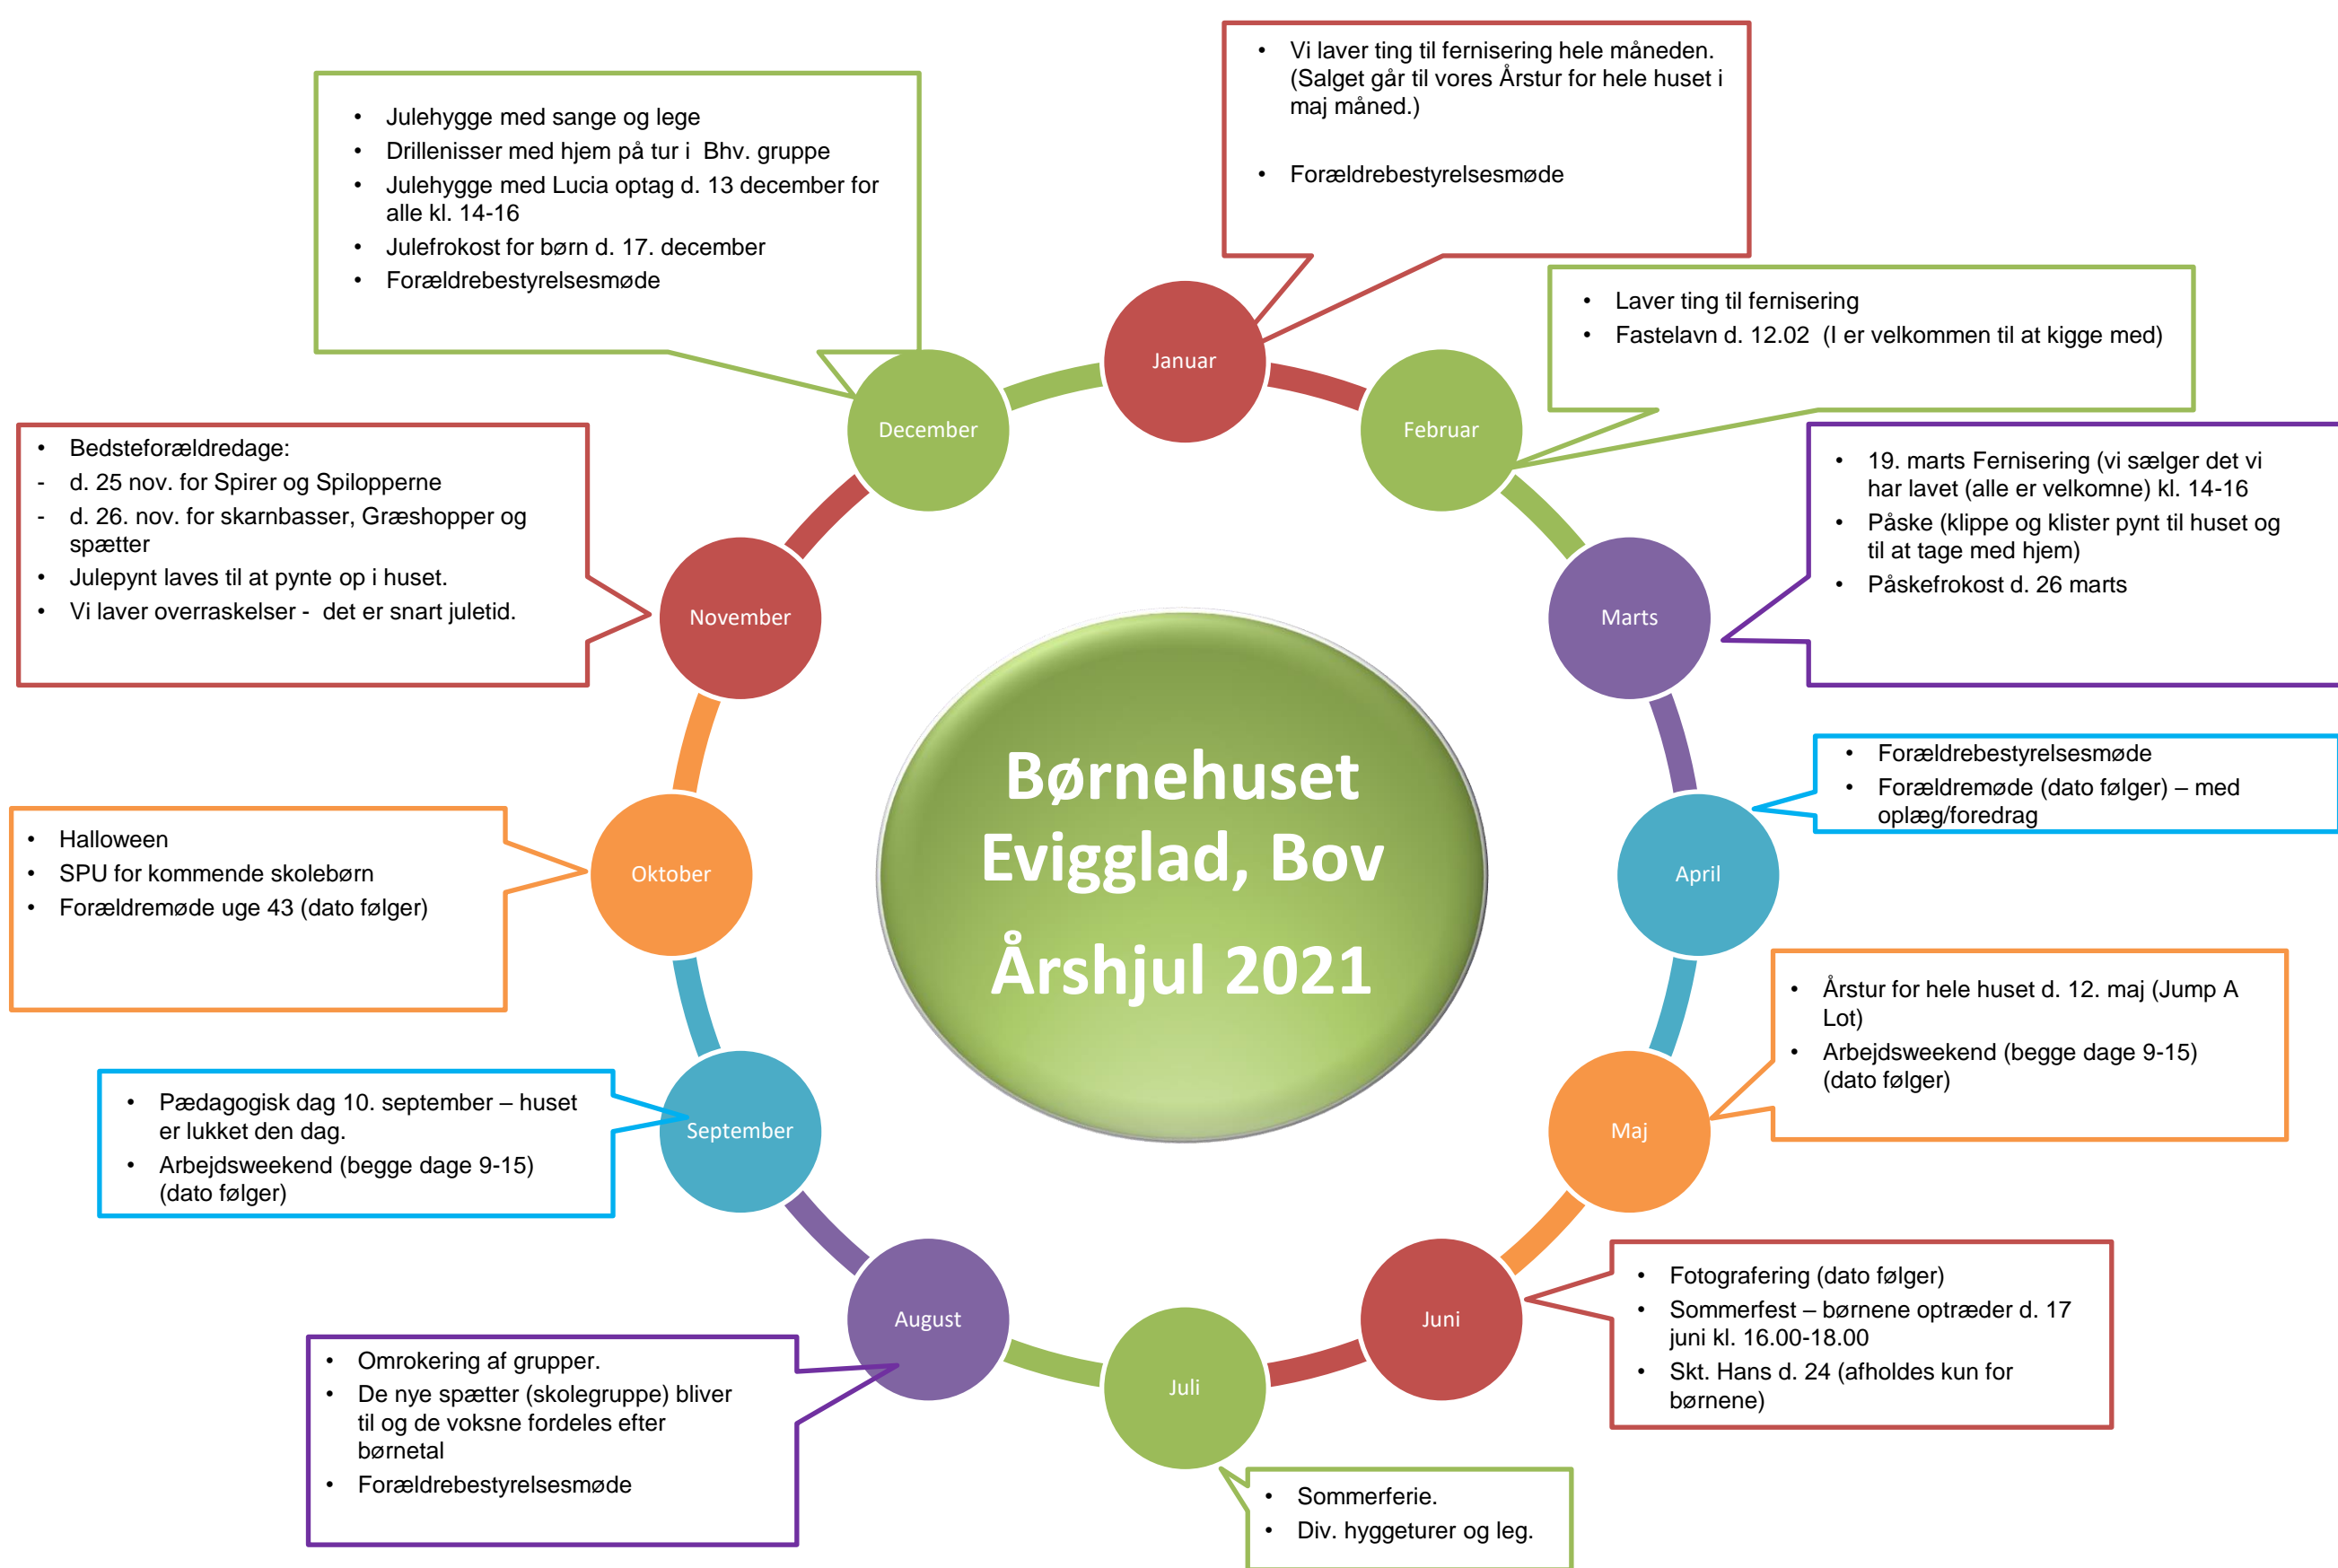 • Vi laver ting til fernisering hele måneden.
(Salget går til vores Årstur for hele huset i
maj måned.)
• Forældrebestyrelsesmøde
Januar
• Laver ting til fernisering
• Fastelavn d. 12.02 (I er velkommen til at kigge med)
Februar
• 19. marts Fernisering (vi sælger det vi
har lavet (alle er velkomne) kl. 14-16
• Påske (klippe og klister pynt til huset og
til at tage med hjem)
• Påskefrokost d. 26 marts
Marts
• Forældrebestyrelsesmøde
• Forældremøde (dato følger) – med
oplæg/foredrag
April
• Årstur for hele huset d. 12. maj (Jump A
Lot)
• Arbejdsweekend (begge dage 9-15)
(dato følger)
Maj
• Fotografering (dato følger)
• Sommerfest – børnene optræder d. 17
juni kl. 16.00-18.00
• Skt. Hans d. 24 (afholdes kun for
børnene)
Juni
• Sommerferie.
• Div. hyggeturer og leg.
Juli
• Omrokering af grupper.
• De nye spætter (skolegruppe) bliver
til og de voksne fordeles efter
børnetal
• Forældrebestyrelsesmøde
August
• Pædagogisk dag 10. september – huset
er lukket den dag.
• Arbejdsweekend (begge dage 9-15)
(dato følger)
September
• Halloween
• SPU for kommende skolebørn
• Forældremøde uge 43 (dato følger)
Oktober
• Bedsteforældredage:
- d. 25 nov. for Spirer og Spilopperne
- d. 26. nov. for skarnbasser, Græshopper og
spætter
• Julepynt laves til at pynte op i huset.
• Vi laver overraskelser - det er snart juletid.
November
• Julehygge med sange og lege
• Drillenisser med hjem på tur i Bhv. gruppe
• Julehygge med Lucia optag d. 13 december for
alle kl. 14-16
• Julefrokost for børn d. 17. december
• Forældrebestyrelsesmøde
December
Børnehuset
Evigglad, Bov
Årshjul 2021